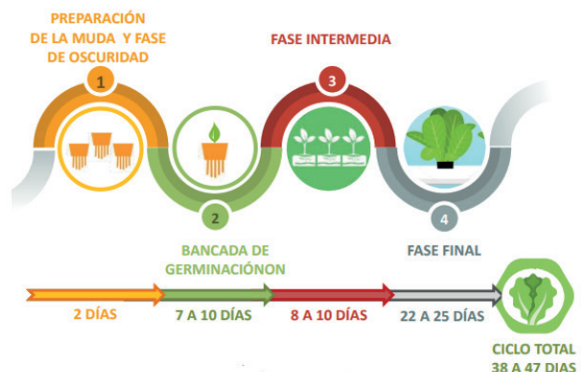 PREPARACIÓN
DE LA MUDA Y FASE
DE OSCURIDAD
1
2
BANCADA DE
GERMINACIÓNON
FASE INTERMEDIA
3
4
FASE FINAL
2 DÍAS
7 A 10 DÍAS
8 A 10 DÍAS
22 A 25 DÍAS
CICLO TOTAL
38 A 47 DIAS